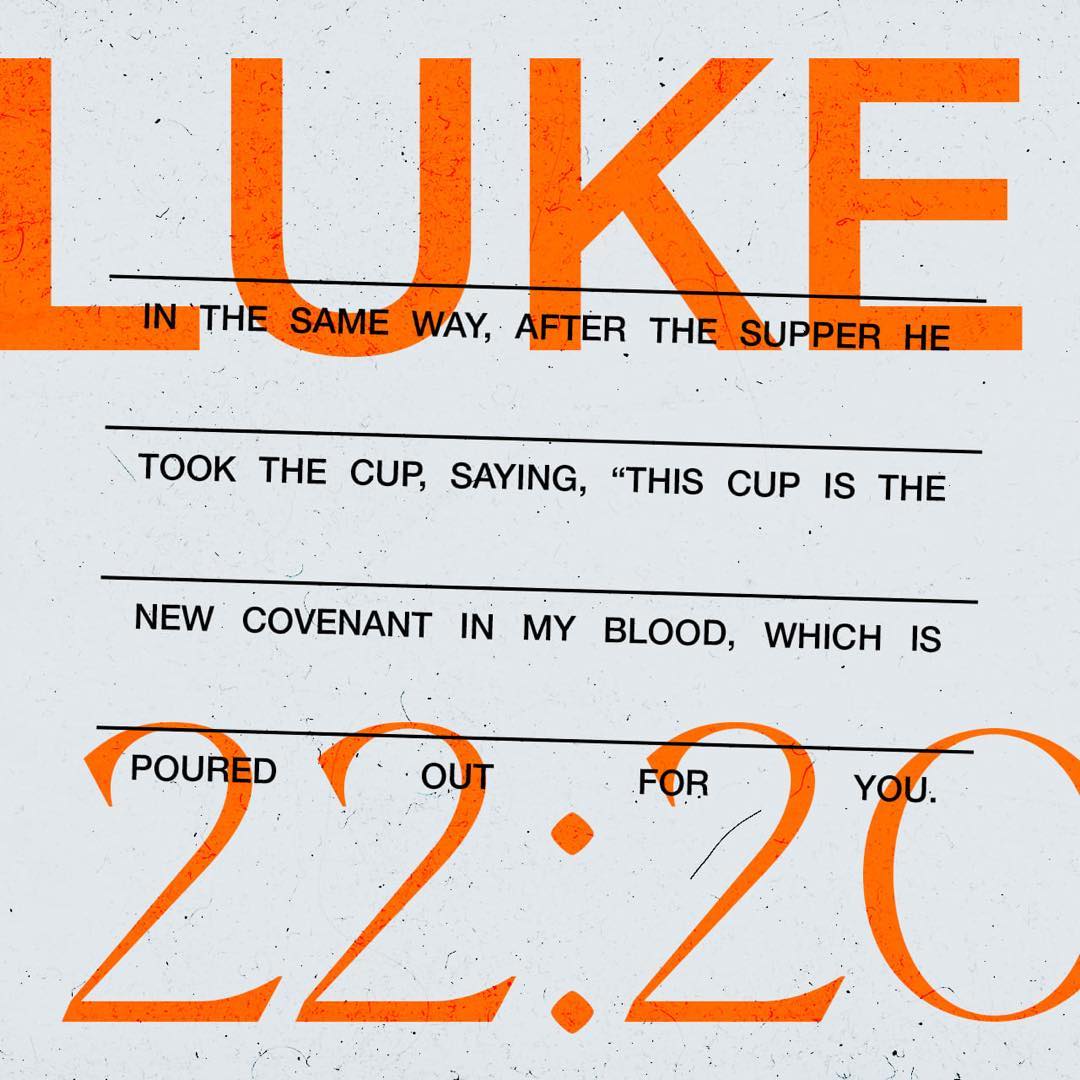 LUKE
IN THE SAME WAY, AFTER THE SUPPER HE
TOOK THE CUP, SAYING, “THIS CUP IS THE
NEW COVENANT IN MY BLOOD, WHICH IS
POURED OUT FOR YOU.
22:20